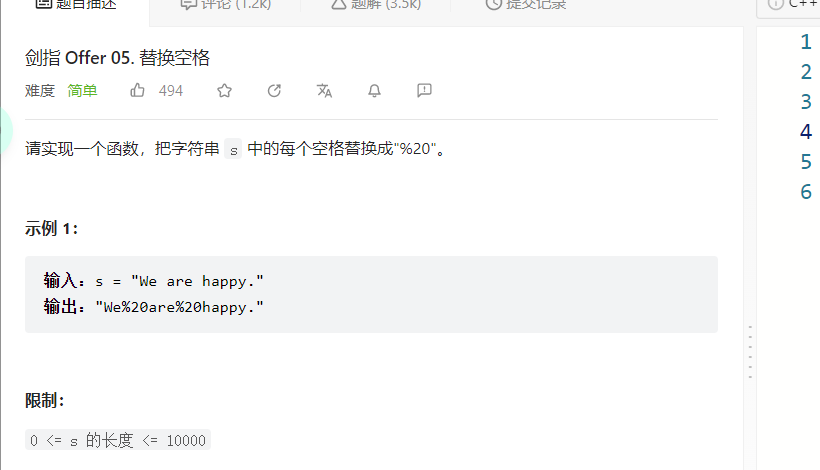 题目描述 评论 (1.2k) 题解 (3.5k) 提交记录 C++
剑指 Offer 05. 替换空格
难度 简单 494
请实现一个函数，把字符串 s 中的每个空格替换成"%20"。
示例 1：
输入：s = "We are happy."
输出："We%20are%20happy."
限制：
0 <= s 的长度 <= 10000
1
2
3
4
5
6